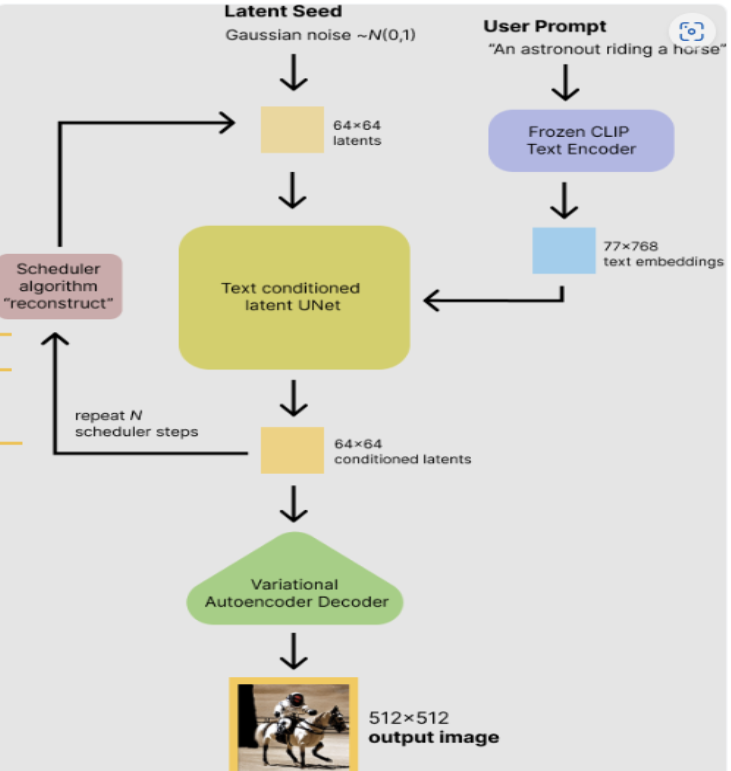 Latent Seed
Gaussian noise ~N(0,1)
User Prompt
"An astronout riding a horse"
64×64
latents
Frozen CLIP
Text Encoder
77×768
text embeddings
Scheduler
algorithm
"reconstruct"
Text conditioned
latent UNet
repeat N
scheduler steps
64×64
conditioned latents
Variational
Autoencoder Decoder
512×512
output image